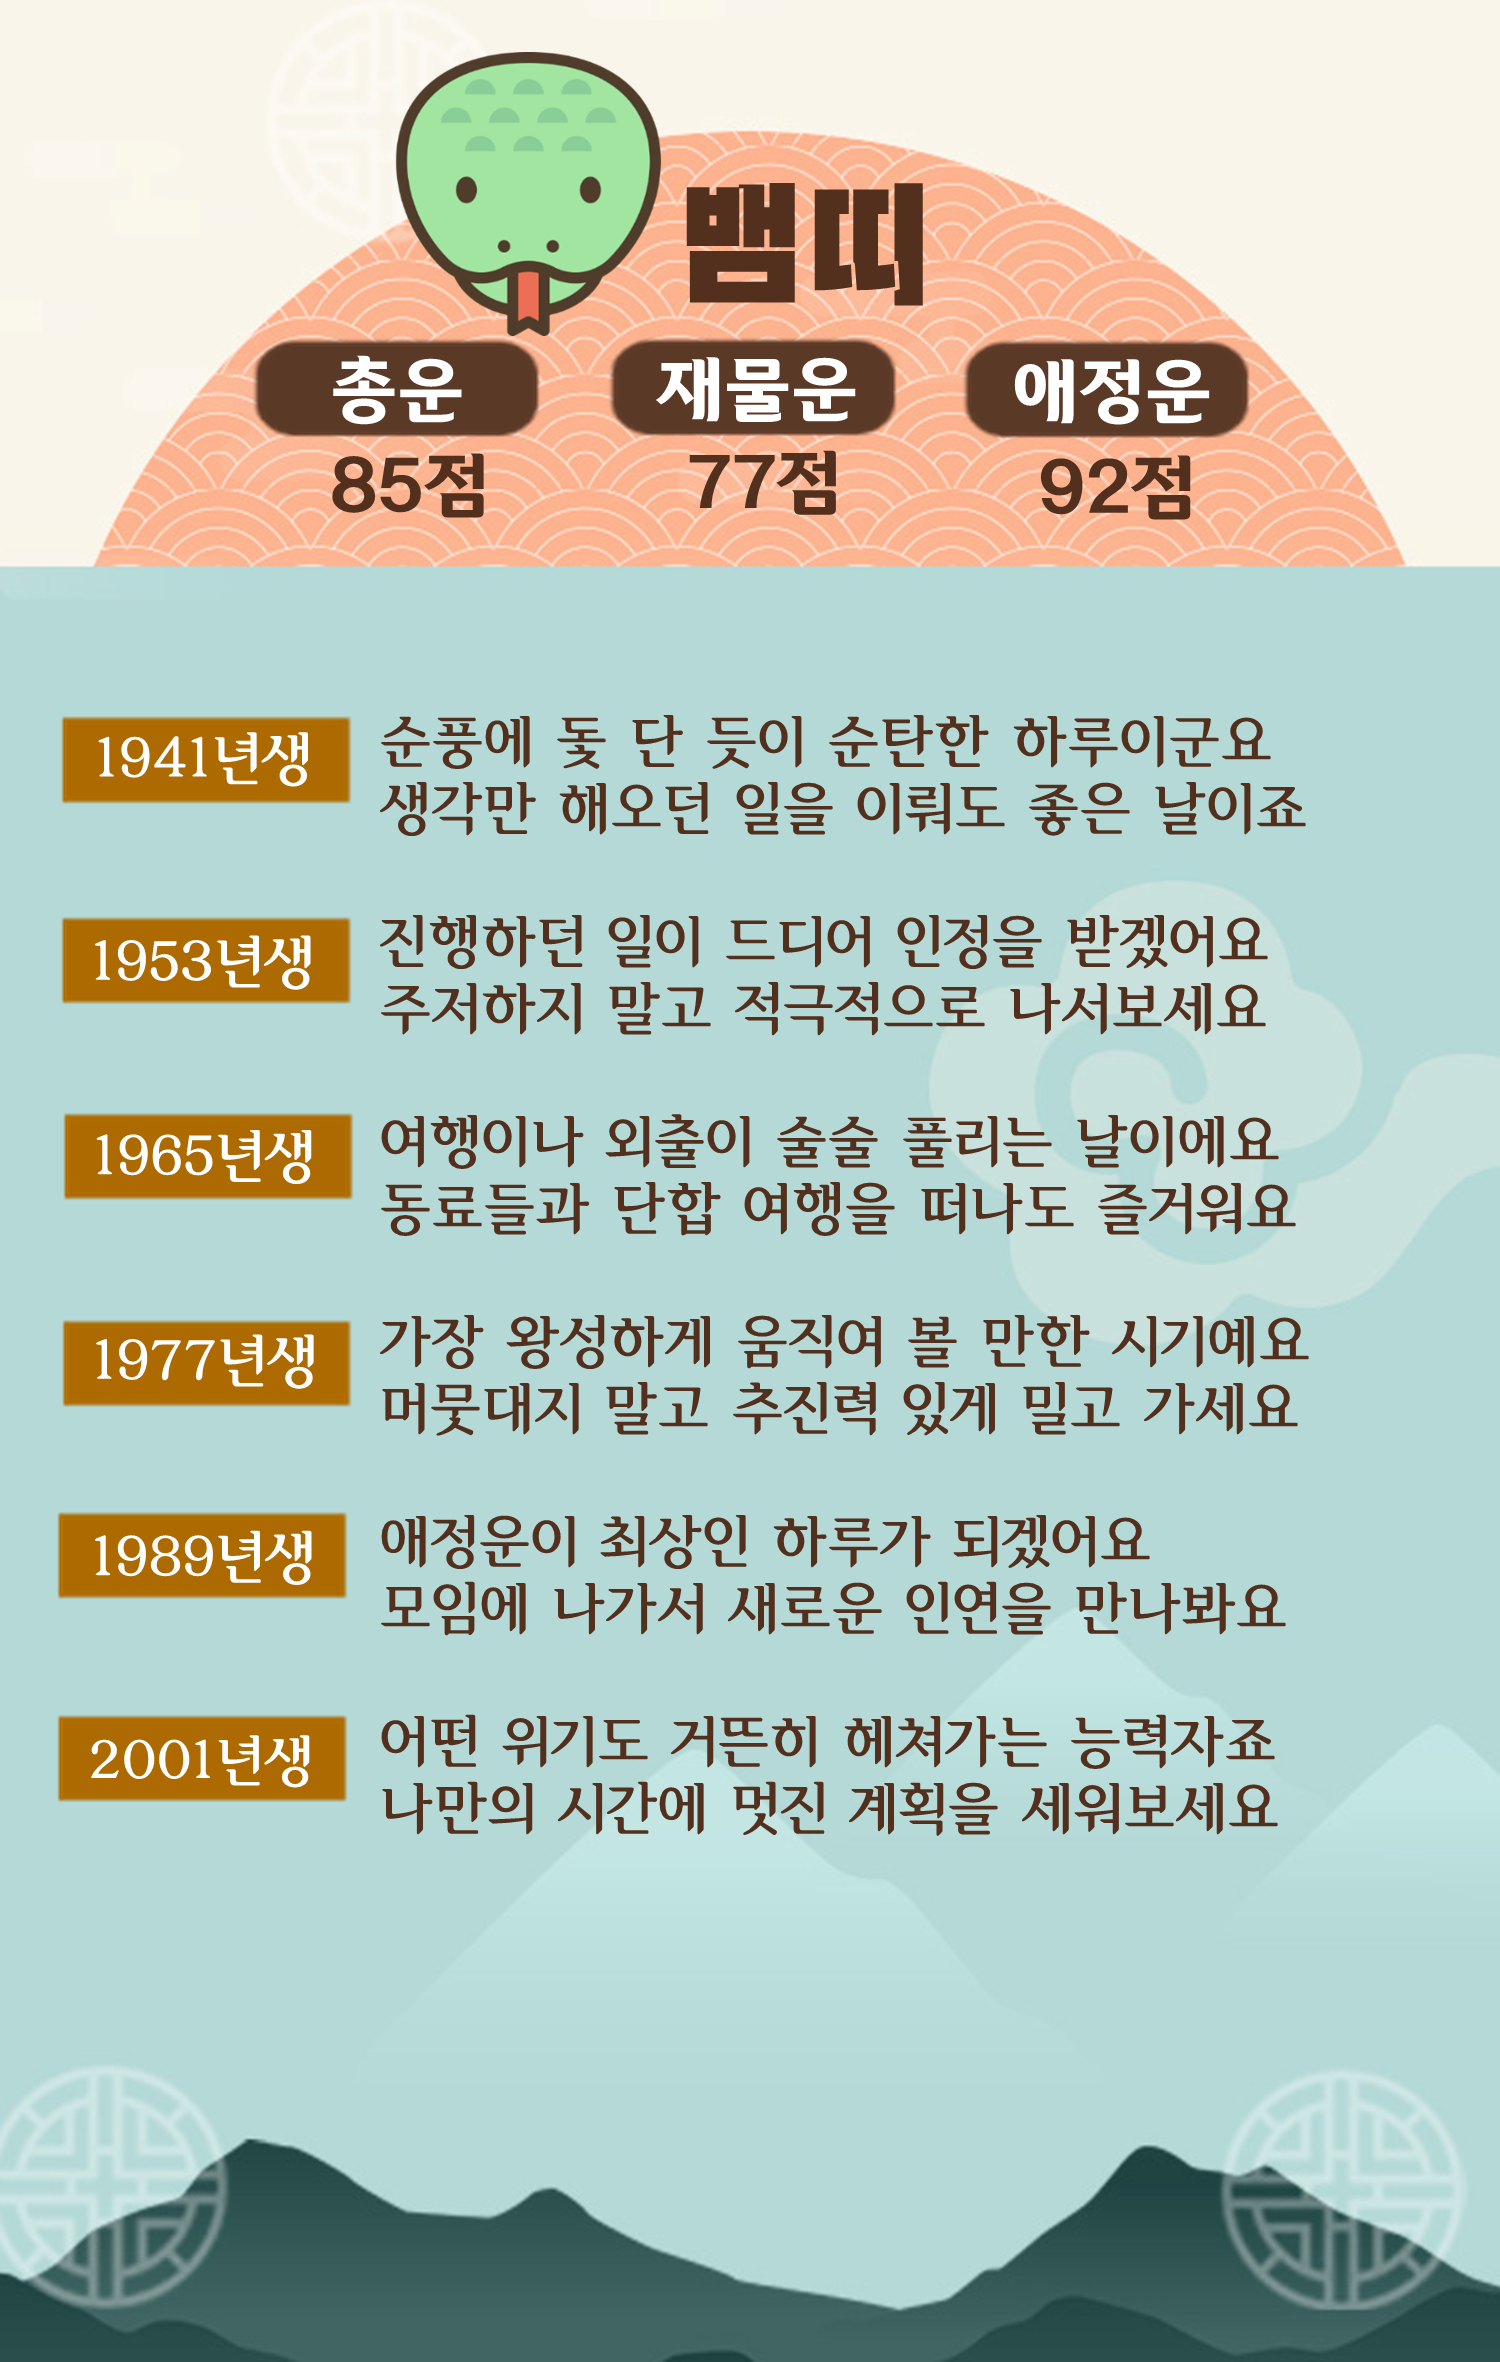 뱀띠
총운 재물운 애정운
85점 77점 92점
1941년생
순풍에 돛 단 듯이 순탄한 하루이군요
생각만 해오던 일을 이뤄도 좋은 날이죠
1953년생
진행하던 일이 드디어 인정을 받겠어요
주저하지 말고 적극적으로 나서보세요
1965년생
여행이나 외출이 술술 풀리는 날이에요
동료들과 단합 여행을 떠나도 즐거워요
1977년생
가장 왕성하게 움직여 볼 만한 시기예요
머뭇대지 말고 추진력 있게 밀고 가세요
1989년생
애정운이 최상인 하루가 되겠어요
모임에 나가서 새로운 인연을 만나봐요
2001년생
어떤 위기도 거뜬히 헤쳐가는 능력자죠
나만의 시간에 멋진 계획을 세워보세요